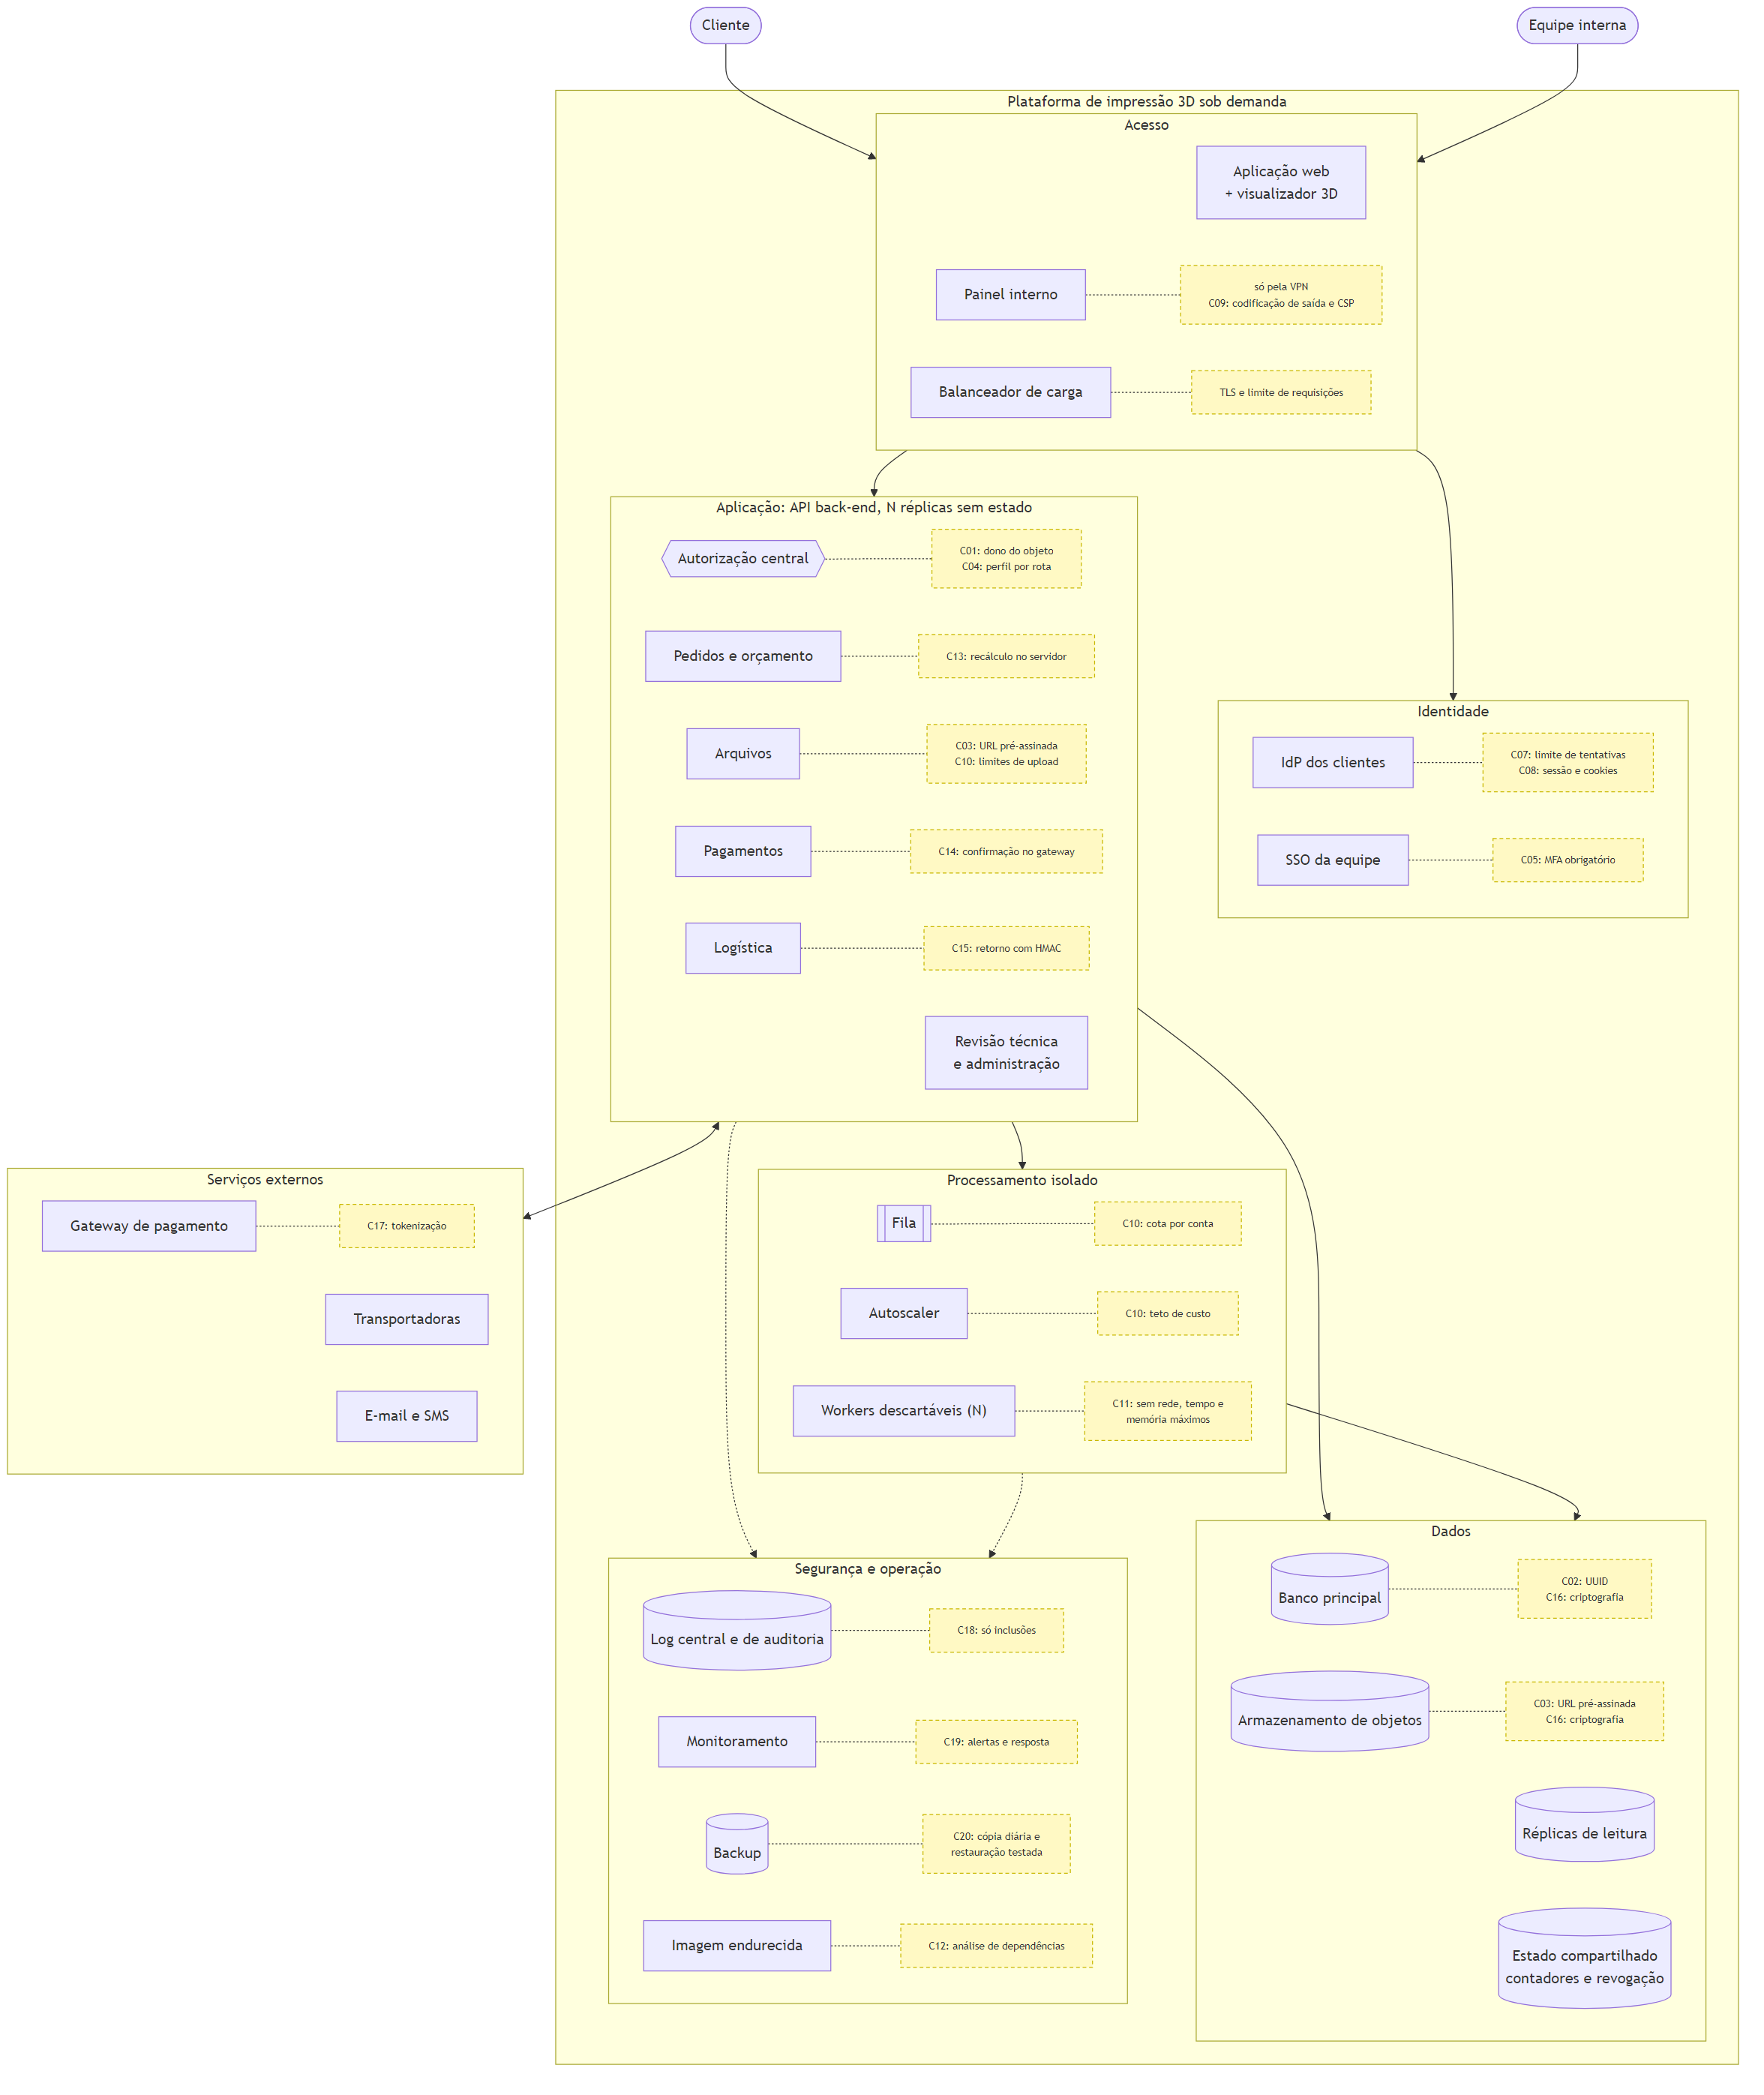 Cliente
Equipe interna
Plataforma de impressão 3D sob demanda
Acesso
Aplicação web
+ visualizador 3D
Painel interno
só pela VPN
C09: codificação de saída e CSP
Balanceador de carga
TLS e limite de requisições
Aplicação: API back-end, N réplicas sem estado
Autorização central
C01: dono do objeto
C04: perfil por rota
Pedidos e orçamento
C13: recálculo no servidor
Arquivos
C03: URL pré-assinada
C10: limites de upload
Pagamentos
C14: confirmação no gateway
Logística
C15: retorno com HMAC
Revisão técnica
e administração
Identidade
IdP dos clientes
C07: limite de tentativas
C08: sessão e cookies
SSO da equipe
C05: MFA obrigatório
Serviços externos
Gateway de pagamento
C17: tokenização
Transportadoras
E-mail e SMS
Processamento isolado
Fila
C10: cota por conta
Autoscaler
C10: teto de custo
Workers descartáveis (N)
C11: sem rede, tempo e
memória máximos
Segurança e operação
Log central e de auditoria
C18: só inclusões
Monitoramento
C19: alertas e resposta
Backup
C20: cópia diária e
restauração testada
Imagem endurecida
C12: análise de dependências
Dados
Banco principal
C02: UUID
C16: criptografia
Armazenamento de objetos
C03: URL pré-assinada
C16: criptografia
Réplicas de leitura
Estado compartilhado
contadores e revogação